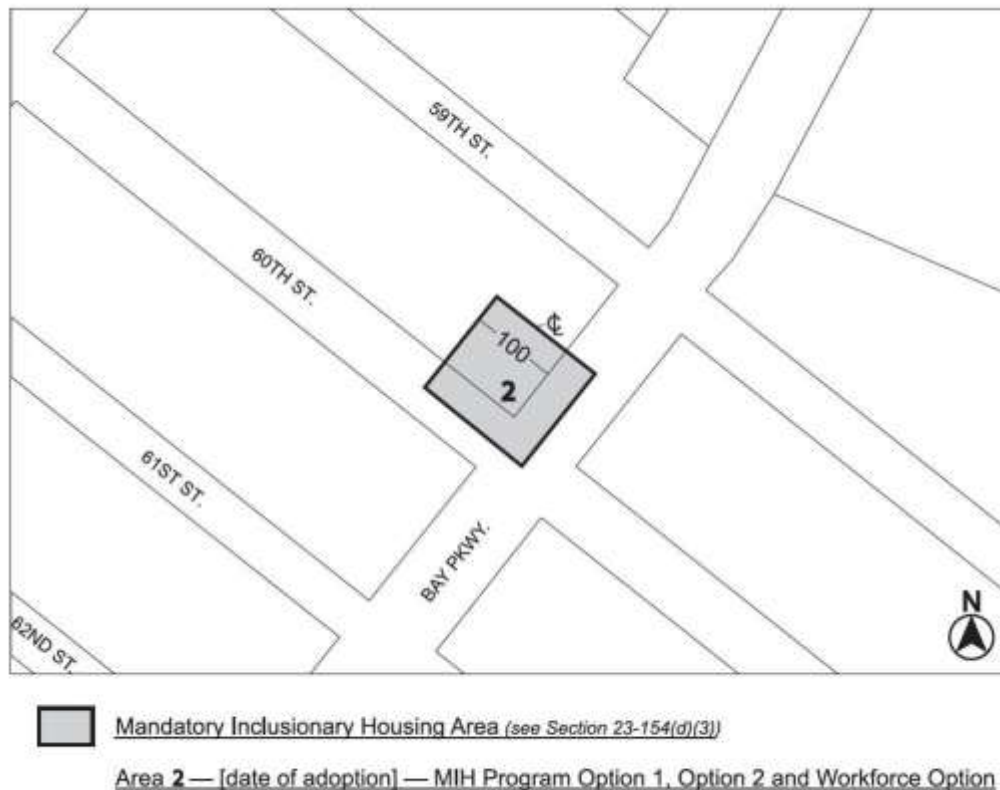 59TH ST.
60TH ST.
℄
100
2
61ST ST.
BAY PKWY.
62ND ST.
N
Mandatory Inclusionary Housing Area (see Section 23-154(d)(3))
Area 2 — [date of adoption] — MIH Program Option 1, Option 2 and Workforce Option